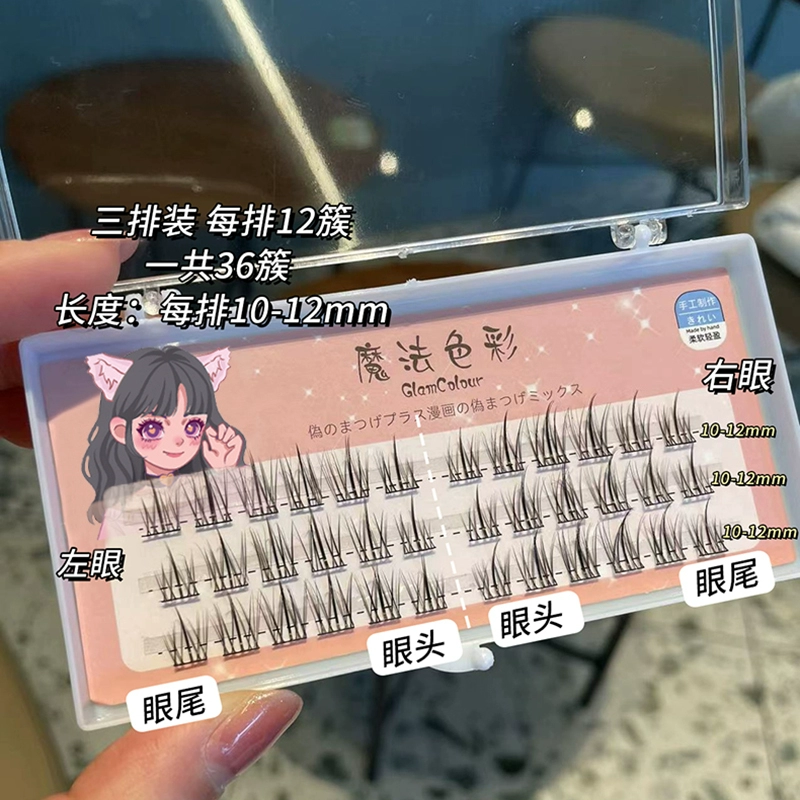 三排装 每排12簇
一共36簇
长度：每排10-12mm
手工制作
きれい
Made by hand
柔软轻盈
魔法色彩
GlamColour
偽のまつげプラス漫画の偽まつげミックス
右眼
10-12mm
10-12mm
10-12mm
左眼
眼尾
眼头
眼头
眼尾